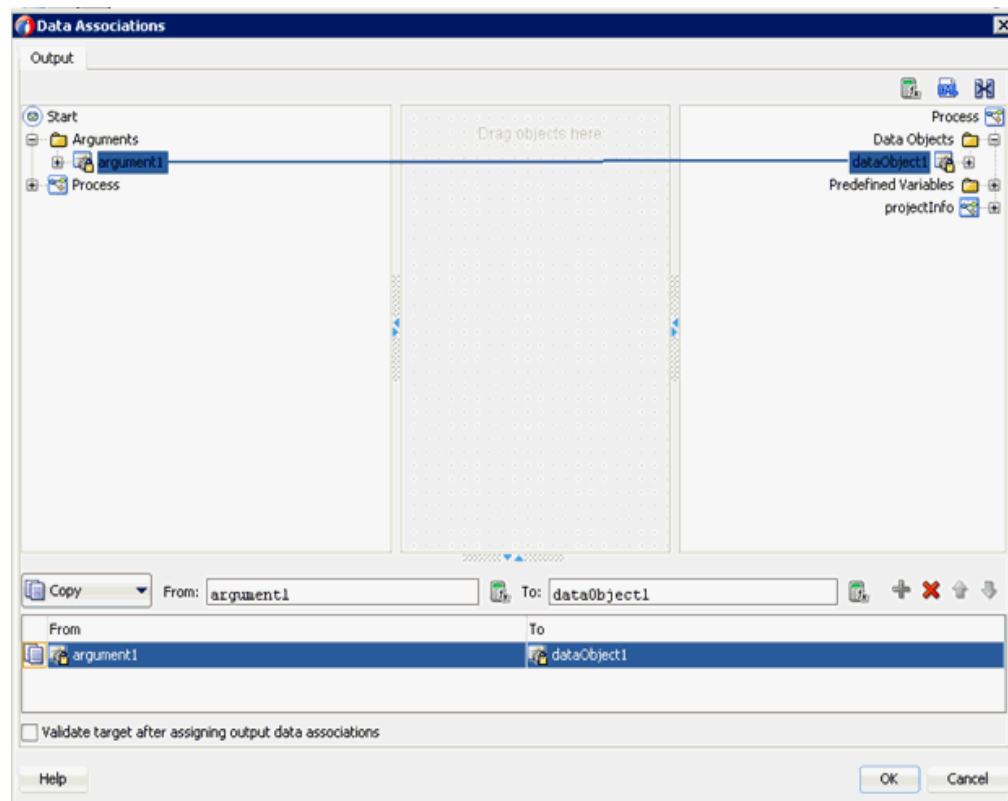 Data Associations
Output
Start
Arguments
argument1
Process
Drag objects here
Process
Data Objects
dataObject1
Predefined Variables
projectInfo
Copy From: argument1 To: dataObject1
From To
argument1 dataObject1
Validate target after assigning output data associations
Help OK Cancel